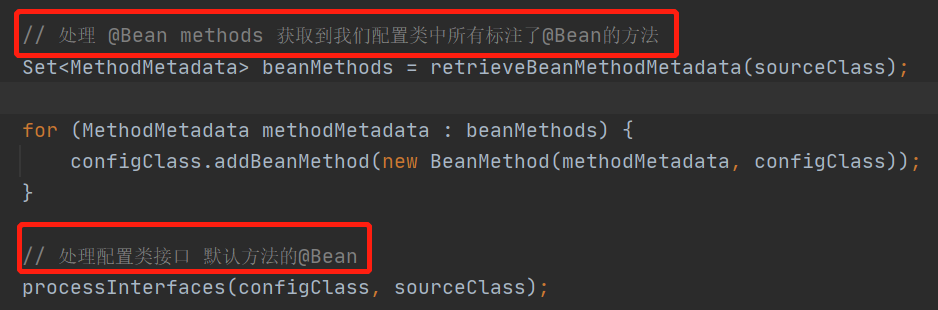 // 处理 @Bean methods 获取到我们配置类中所有标注了@Bean的方法
Set<MethodMetadata> beanMethods = retrieveBeanMethodMetadata(sourceClass);
for (MethodMetadata methodMetadata : beanMethods) {
configClass.addBeanMethod(new BeanMethod(methodMetadata, configClass));
}
// 处理配置类接口 默认方法的@Bean
processInterfaces(configClass, sourceClass);